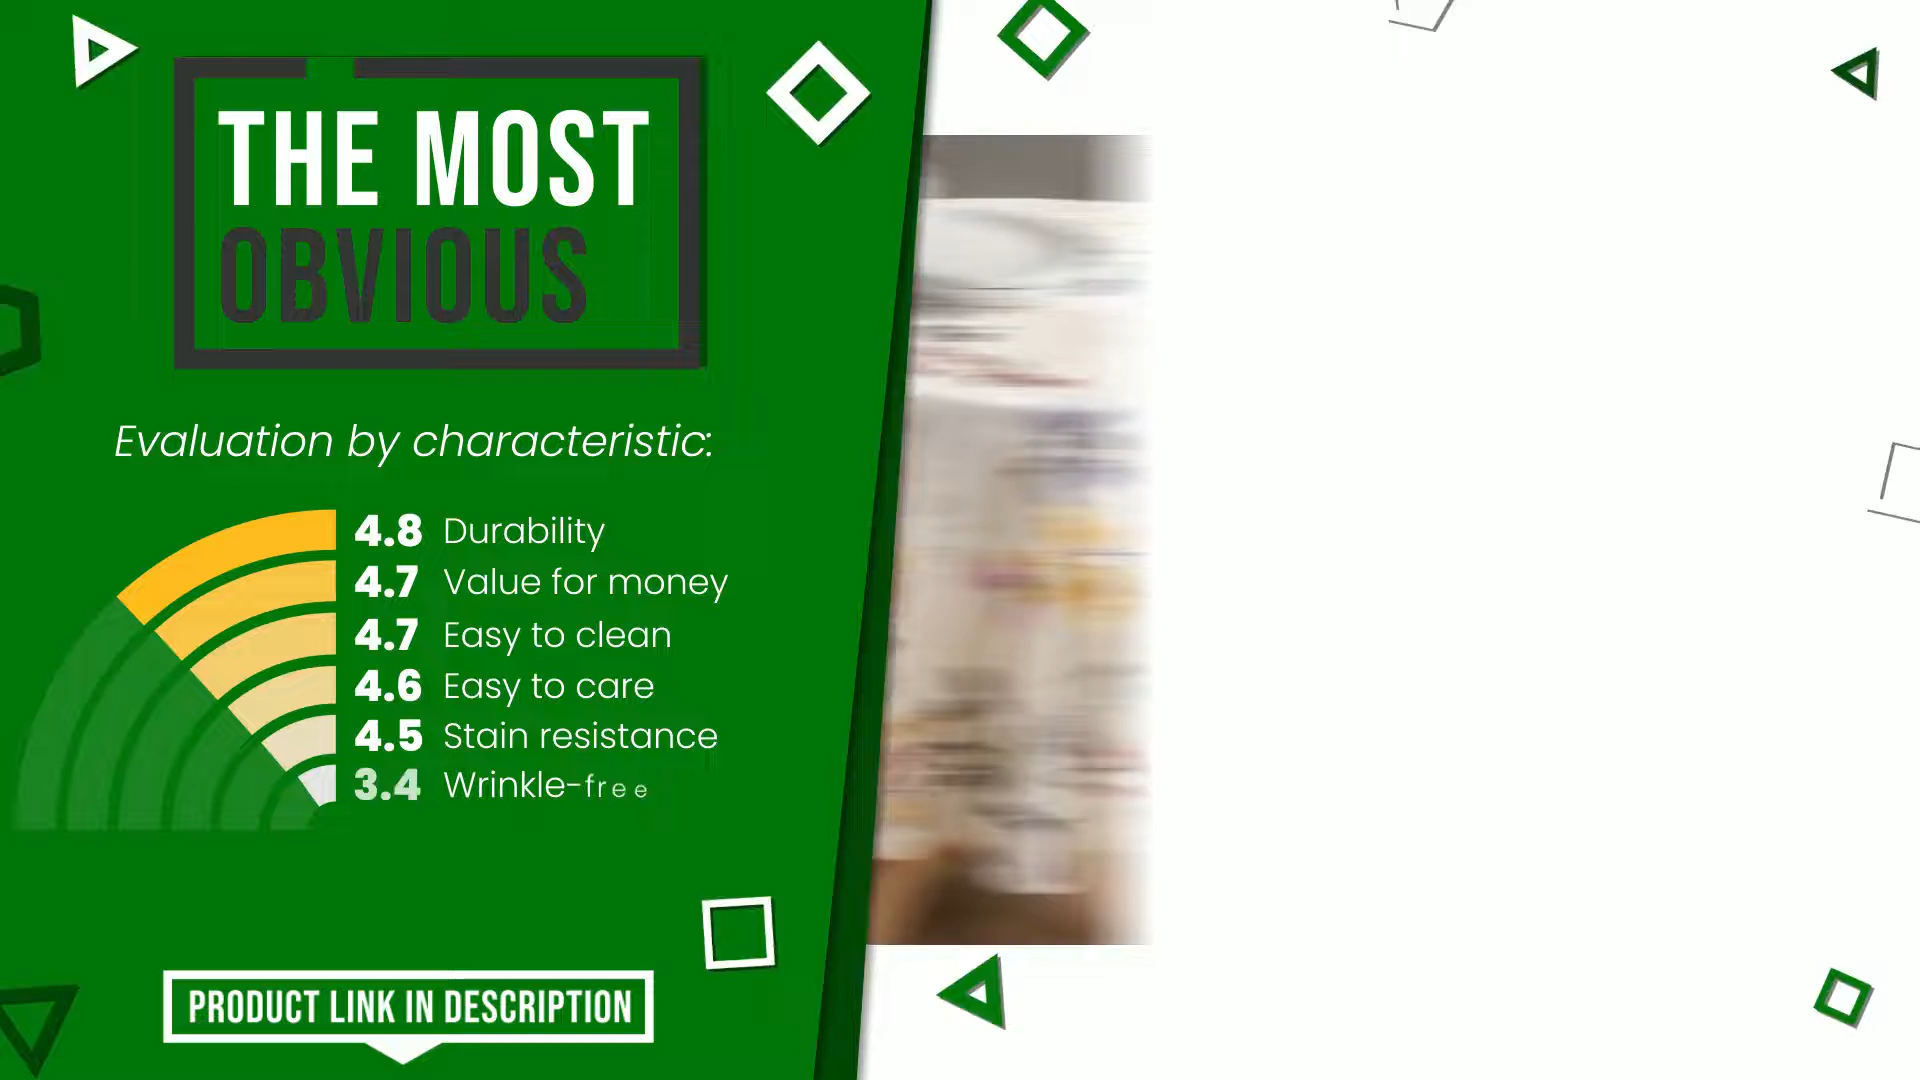 THE MOST
OBVIOUS
Evaluation by characteristic:
4.8 Durability
4.7 Value for money
4.7 Easy to clean
4.6 Easy to care
4.5 Stain resistance
3.4 Wrinkle-free
PRODUCT LINK IN DESCRIPTION